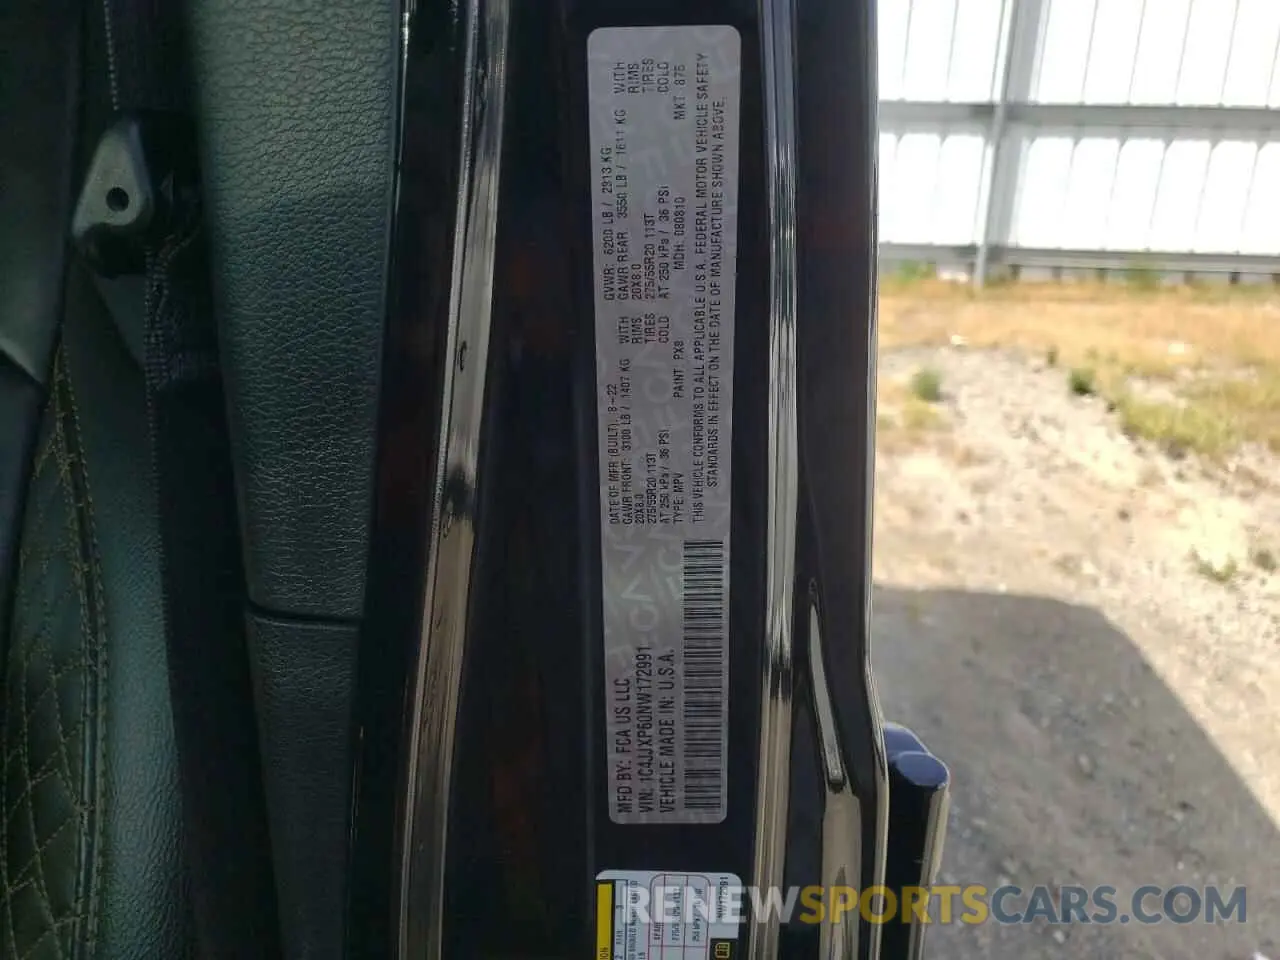 MFD BY: FCA US LLC
VIN: 1C4JJXP60NW172991
VEHICLE MADE IN: U.S.A.
DATE OF MFR (BUILT): 8-22
GAWR FRONT: 3100 LB / 1407 KG WITH
20X8.0 RIMS
275/55R20 113T TIRES
AT 250 kPa / 36 PSI COLD
TYPE: MPV PAINT: PX8
GVWR: 6200 LB / 2813 KG
GAWR REAR 3550 LB / 1611 KG WITH
20X8.0 RIMS
275/55R20 113T TIRES
AT 250 kPa / 36 PSI COLD
MDH: 080810 MKT: 875
THIS VEHICLE CONFORMS TO ALL APPLICABLE U.S.A. FEDERAL MOTOR VEHICLE SAFETY
STANDARDS IN EFFECT ON THE DATE OF MANUFACTURE SHOWN ABOVE.
NW172991
RENEWSPORTSCARS.COM